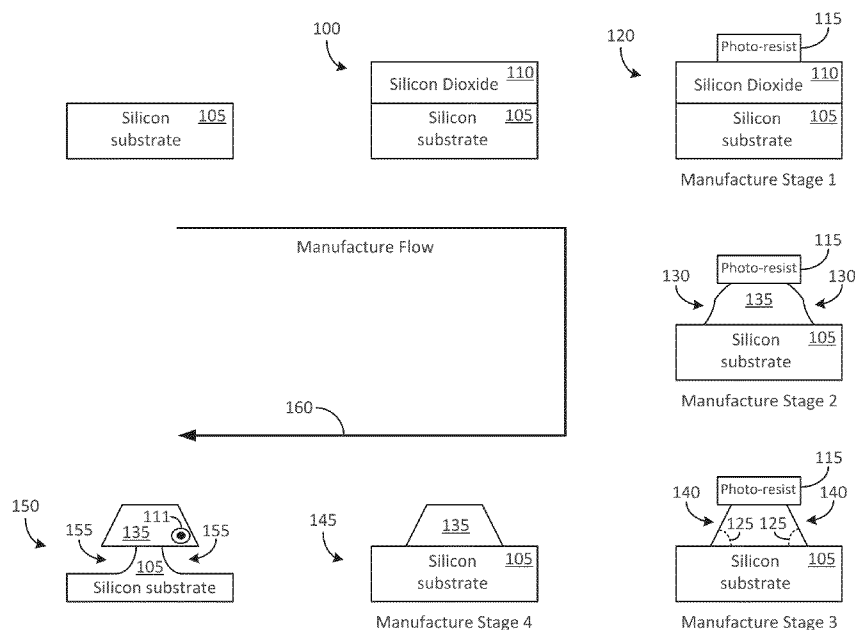 100
120
115
Photo-resist
Silicon Dioxide 110
Silicon Dioxide 110
Silicon 105
substrate
Silicon 105
substrate
Silicon 105
substrate
Manufacture Stage 1
Manufacture Flow
115
Photo-resist
130
135
130
Silicon 105
substrate
Manufacture Stage 2
160
150
155
135
111
155
105
Silicon substrate
145
135
Silicon 105
substrate
Manufacture Stage 4
115
Photo-resist
140
140
125
125
Silicon 105
substrate
Manufacture Stage 3